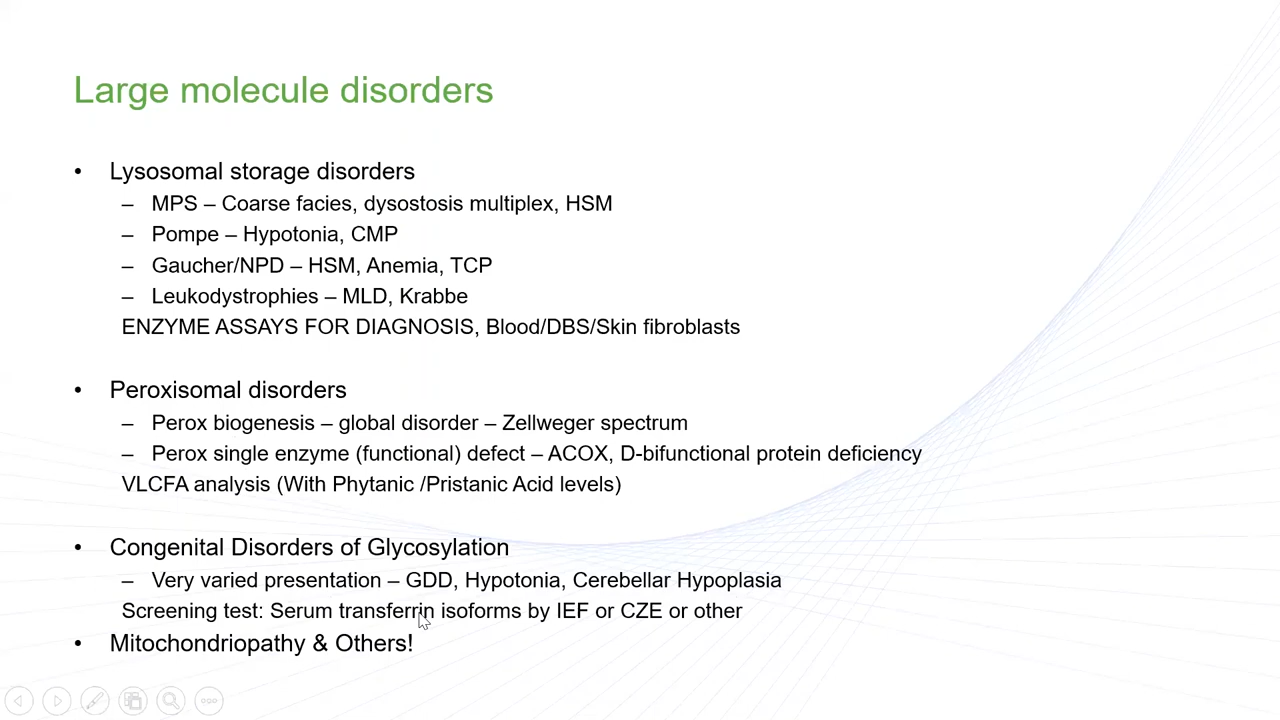 Large molecule disorders
• Lysosomal storage disorders
– MPS – Coarse facies, dysostosis multiplex, HSM
– Pompe – Hypotonia, CMP
– Gaucher/NPD – HSM, Anemia, TCP
– Leukodystrophies – MLD, Krabbe
ENZYME ASSAYS FOR DIAGNOSIS, Blood/DBS/Skin fibroblasts
• Peroxisomal disorders
– Perox biogenesis – global disorder – Zellweger spectrum
– Perox single enzyme (functional) defect – ACOX, D-bifunctional protein deficiency
VLCFA analysis (With Phytanic /Pristanic Acid levels)
• Congenital Disorders of Glycosylation
– Very varied presentation – GDD, Hypotonia, Cerebellar Hypoplasia
Screening test: Serum transferrin isoforms by IEF or CZE or other
• Mitochondriopathy & Others!